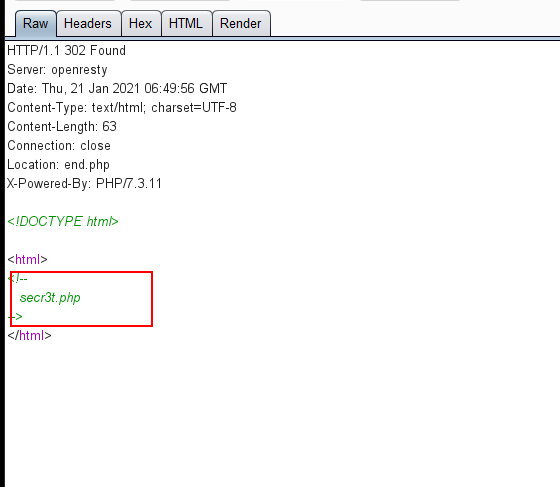 Raw Headers Hex HTML Render
HTTP/1.1 302 Found
Server: openresty
Date: Thu, 21 Jan 2021 06:49:56 GMT
Content-Type: text/html; charset=UTF-8
Content-Length: 63
Connection: close
Location: end.php
X-Powered-By: PHP/7.3.11
<!DOCTYPE html>
<html>
<!--
secr3t.php
-->
</html>